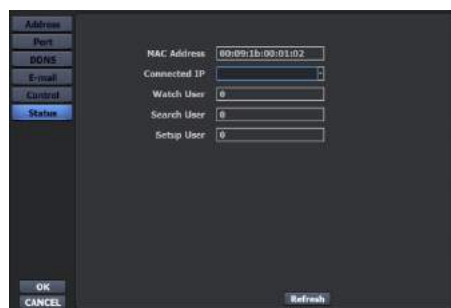 Address
Port
DDNS
E-mail
Control
Status
MAC Address 00:09:1b:00:01:02
Connected IP
Watch User 0
Search User 0
Setup User 0
OK
CANCEL
Refresh